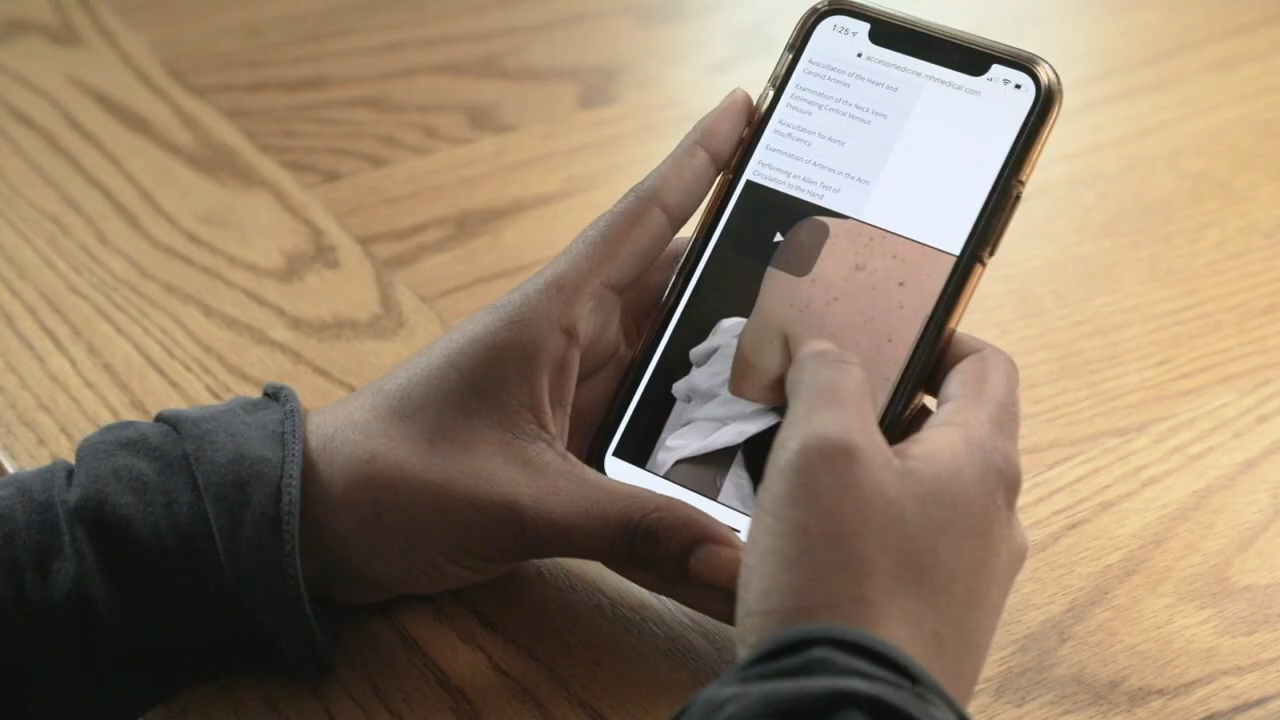 1:25
accessmedicine.mhmedical.com
Auscultation of the Heart and
Carotid Arteries
Examination of the Neck Veins
Estimating Central Venous
Pressure
Auscultation for Aortic
Insufficiency
Examination of Arteries in the Arm
Performing an Allen Test of
Circulation to the Hand